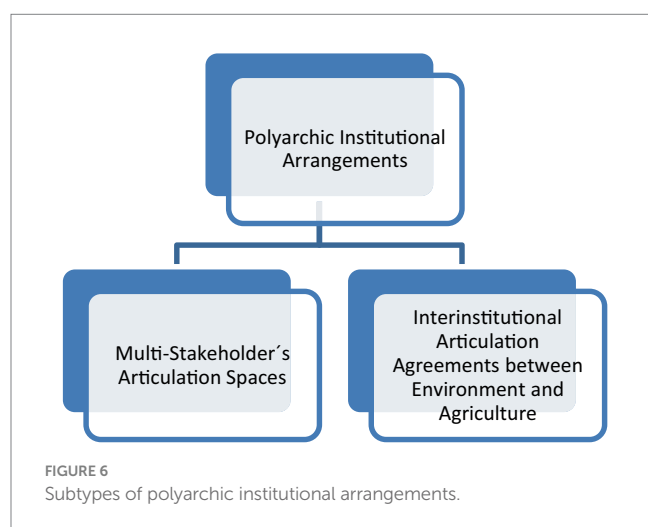 Polyarchic Institutional
Arrangements
Multi-Stakeholder´s
Articulation Spaces
Interinstitutional
Articulation
Agreements between
Environment and
Agriculture
FIGURE 6
Subtypes of polyarchic institutional arrangements.